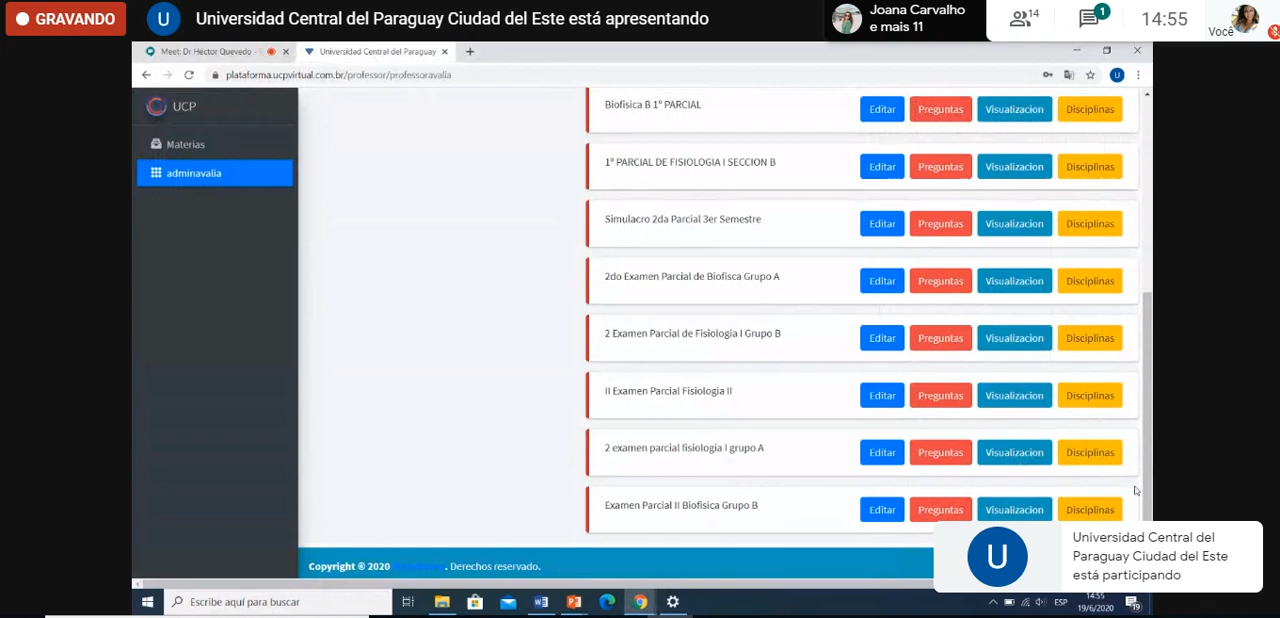 GRAVANDO
U
Universidad Central del Paraguay Ciudad del Este está apresentando
Joana Carvalho
e mais 11
14
1
14:55
Você
Meet: Dr Héctor Quevedo -
Universidad Central del Paraguay
plataforma.ucpvirtual.com.br/professor/professoravalia
U
UCP
Materias
adminavalia
Biofisica B 1º PARCIAL
Editar Preguntas Visualizacion Disciplinas
1º PARCIAL DE FISIOLOGIA I SECCION B
Editar Preguntas Visualizacion Disciplinas
Simulacro 2da Parcial 3er Semestre
Editar Preguntas Visualizacion Disciplinas
2do Examen Parcial de Biofisca Grupo A
Editar Preguntas Visualizacion Disciplinas
2 Examen Parcial de Fisiologia I Grupo B
Editar Preguntas Visualizacion Disciplinas
II Examen Parcial Fisiologia II
Editar Preguntas Visualizacion Disciplinas
2 examen parcial fisiologia I grupo A
Editar Preguntas Visualizacion Disciplinas
Examen Parcial II Biofisica Grupo B
Editar Preguntas Visualizacion Disciplinas
Copyright © 2020 . Derechos reservado.
U
Universidad Central del
Paraguay Ciudad del Este
está participando
Escribe aquí para buscar
ESP
14:55
19/6/2020
19